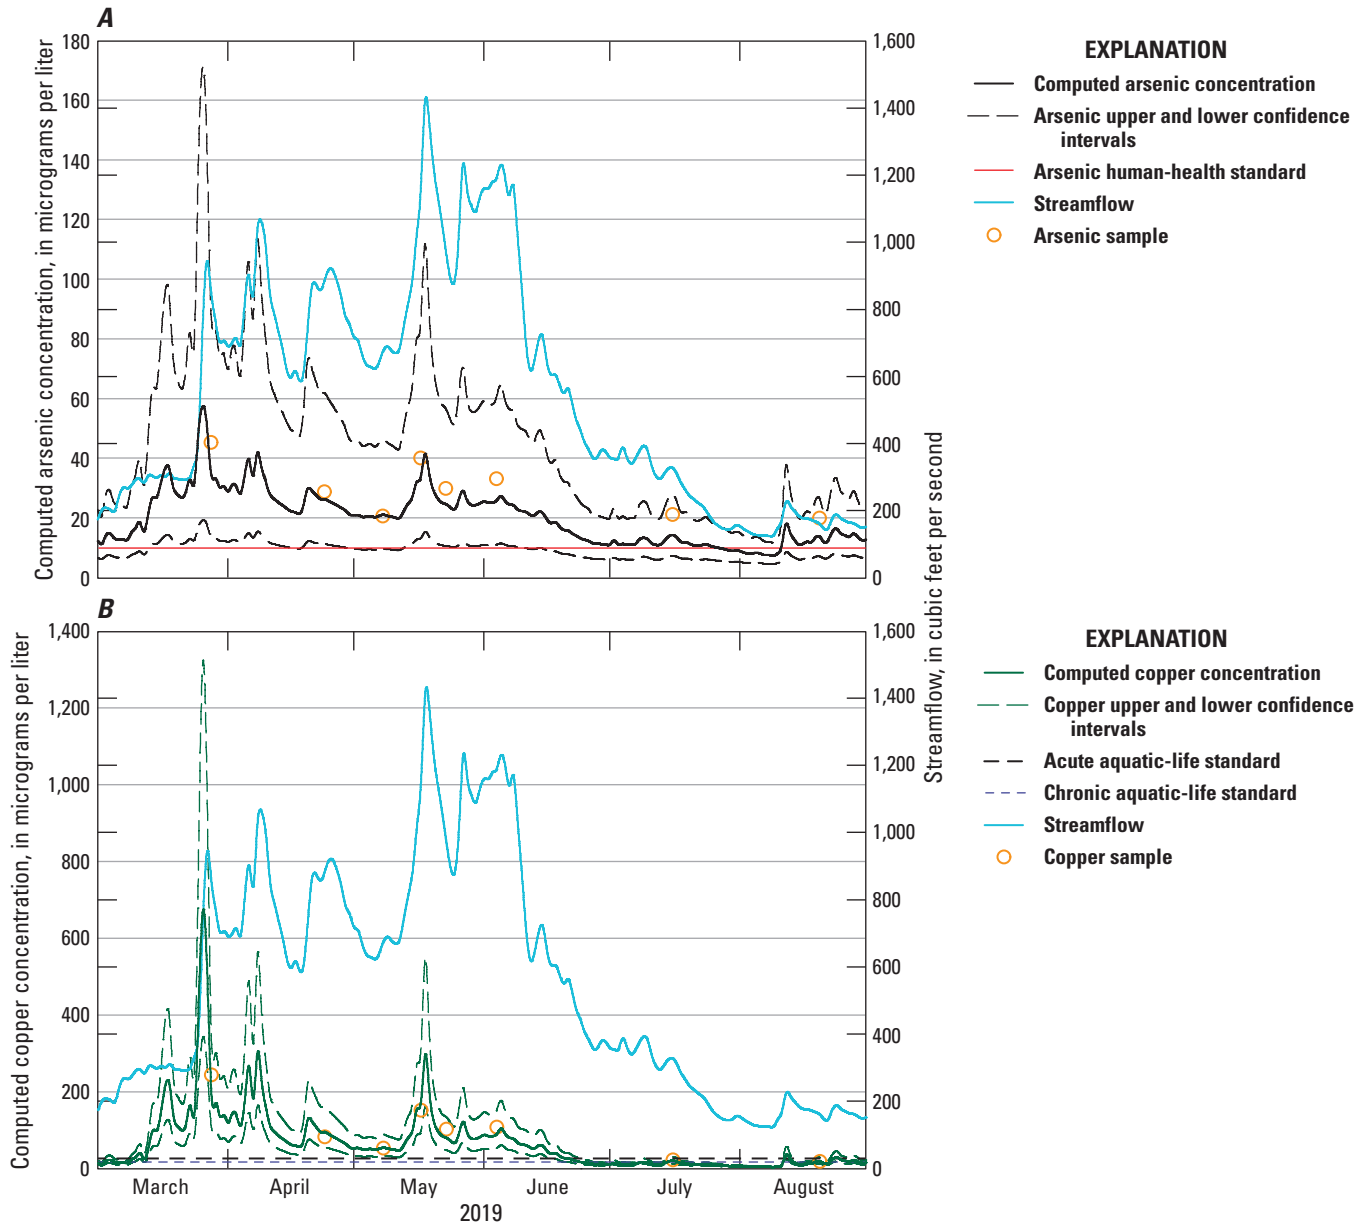 A
Computed arsenic concentration, in micrograms per liter
180
160
140
120
100
80
60
40
20
0
1,600
1,400
1,200
1,000
800
600
400
200
0
EXPLANATION
Computed arsenic concentration
Arsenic upper and lower confidence
intervals
Arsenic human-health standard
Streamflow
Arsenic sample
Streamflow, in cubic feet per second
B
Computed copper concentration, in micrograms per liter
1,400
1,200
1,000
800
600
400
200
0
1,600
1,400
1,200
1,000
800
600
400
200
0
EXPLANATION
Computed copper concentration
Copper upper and lower confidence
intervals
Acute aquatic-life standard
Chronic aquatic-life standard
Streamflow
Copper sample
March April May June July August
2019